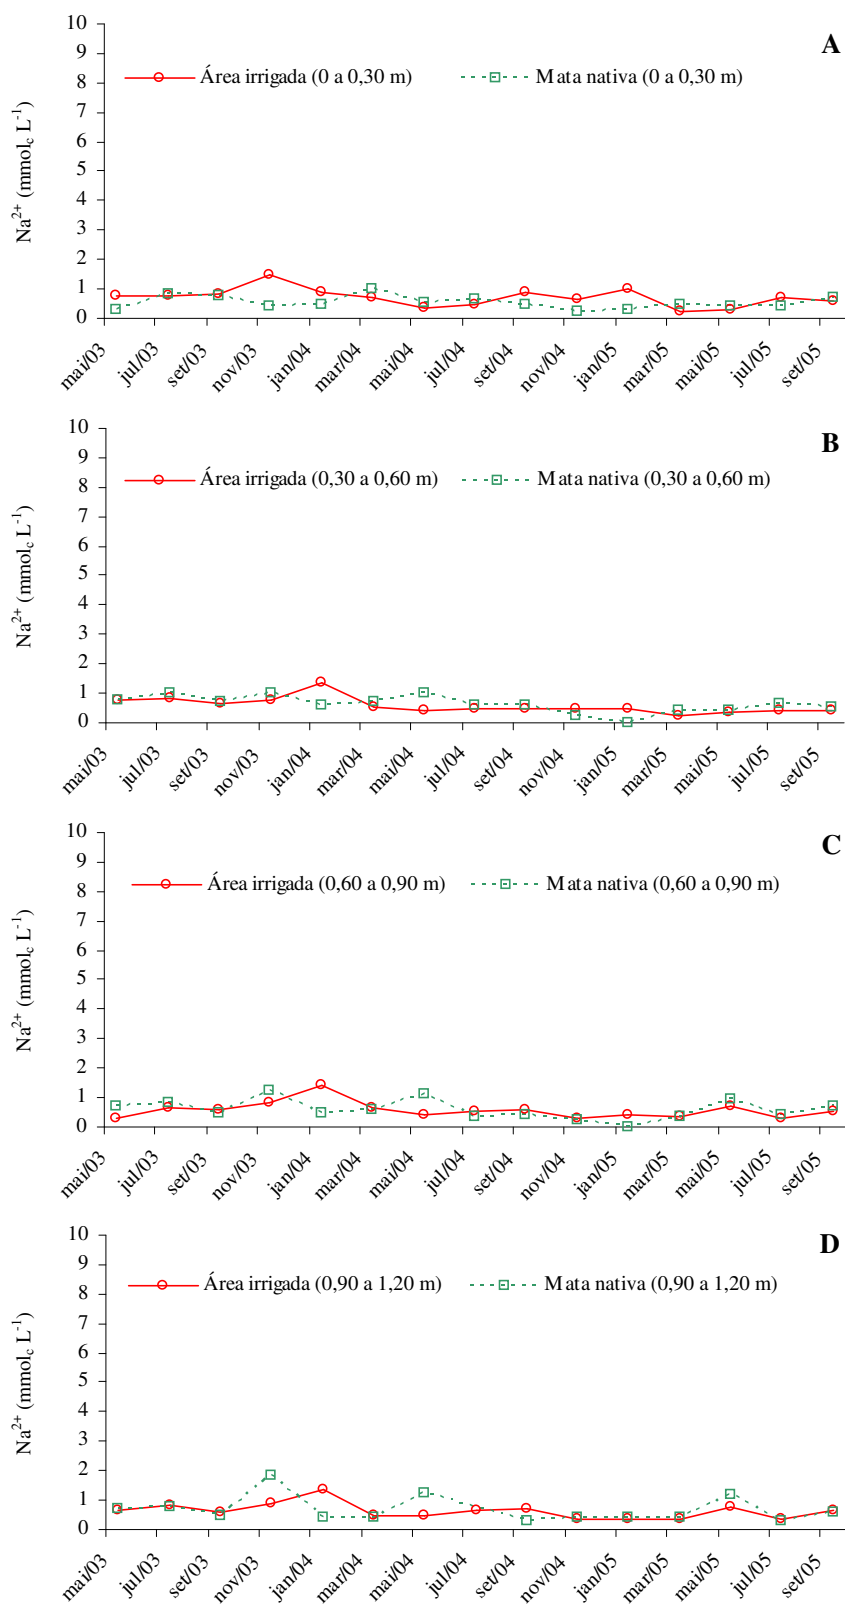 A
Área irrigada (0 a 0,30 m)
Mata nativa (0 a 0,30 m)
Na²⁺ (mmol꜀ L⁻¹)
10
9
8
7
6
5
4
3
2
1
0
mai/03 jul/03 set/03 nov/03 jan/04 mar/04 mai/04 jul/04 set/04 nov/04 jan/05 mar/05 mai/05 jul/05 set/05
B
Área irrigada (0,30 a 0,60 m)
Mata nativa (0,30 a 0,60 m)
Na²⁺ (mmol꜀ L⁻¹)
10
9
8
7
6
5
4
3
2
1
0
mai/03 jul/03 set/03 nov/03 jan/04 mar/04 mai/04 jul/04 set/04 nov/04 jan/05 mar/05 mai/05 jul/05 set/05
C
Área irrigada (0,60 a 0,90 m)
Mata nativa (0,60 a 0,90 m)
Na²⁺ (mmol꜀ L⁻¹)
10
9
8
7
6
5
4
3
2
1
0
mai/03 jul/03 set/03 nov/03 jan/04 mar/04 mai/04 jul/04 set/04 nov/04 jan/05 mar/05 mai/05 jul/05 set/05
D
Área irrigada (0,90 a 1,20 m)
Mata nativa (0,90 a 1,20 m)
Na²⁺ (mmol꜀ L⁻¹)
10
9
8
7
6
5
4
3
2
1
0
mai/03 jul/03 set/03 nov/03 jan/04 mar/04 mai/04 jul/04 set/04 nov/04 jan/05 mar/05 mai/05 jul/05 set/05